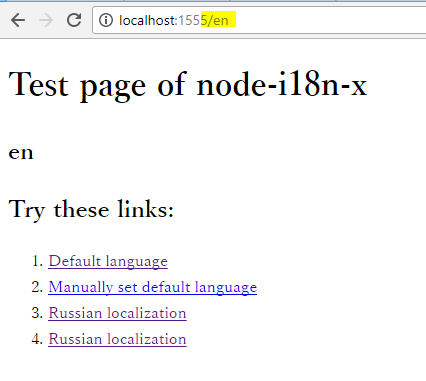 localhost:1555/en
Test page of node-i18n-x
en
Try these links:
1. Default language
2. Manually set default language
3. Russian localization
4. Russian localization